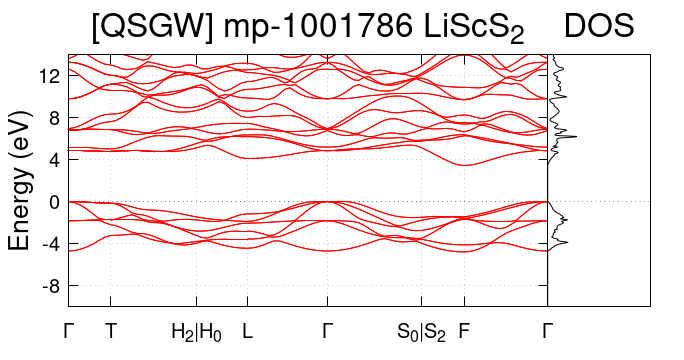 [QSGW] mp-1001786 LiScS₂ DOS
Energy (eV)
12
8
4
0
-4
-8
Γ T H₂|H₀ L Γ S₀|S₂ F Γ